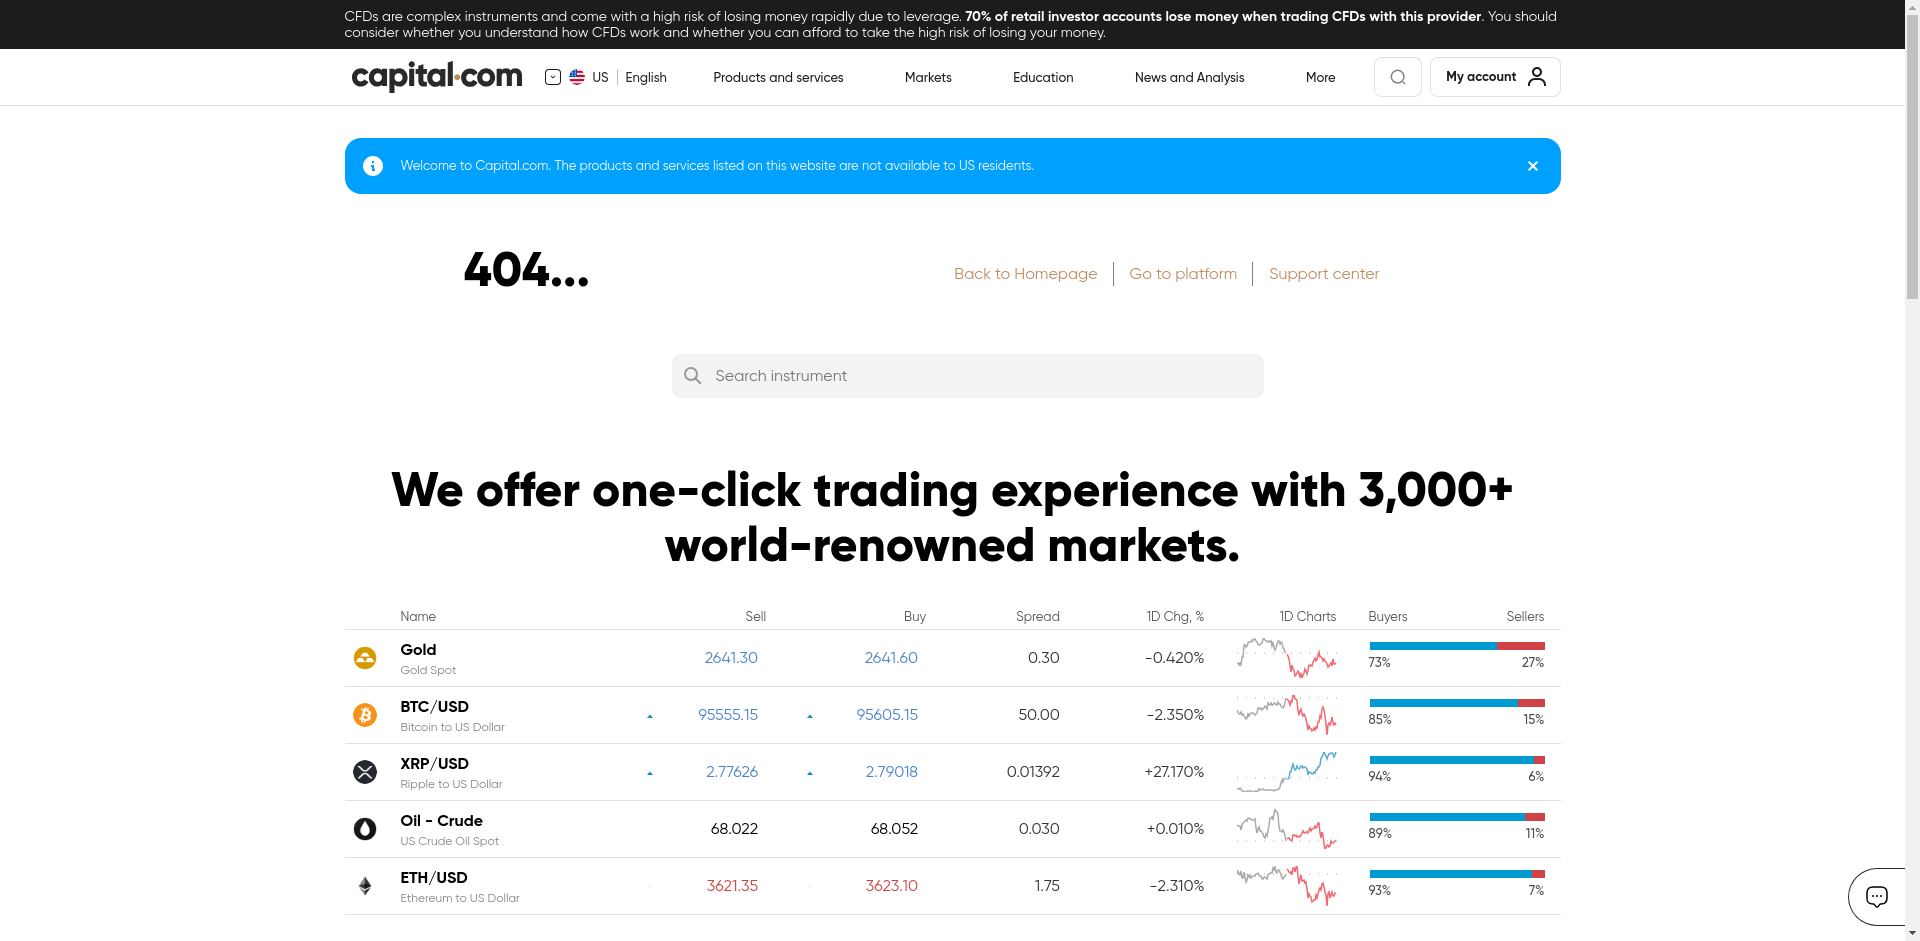 CFDs are complex instruments and come with a high risk of losing money rapidly due to leverage. 70% of retail investor accounts lose money when trading CFDs with this provider. You should
consider whether you understand how CFDs work and whether you can afford to take the high risk of losing your money.
capital.com US English Products and services Markets Education News and Analysis More My account
Welcome to Capital.com. The products and services listed on this website are not available to US residents.
404...
Back to Homepage Go to platform Support center
Search instrument
We offer one-click trading experience with 3,000+
world-renowned markets.
Name Sell Buy Spread 1D Chg, % 1D Charts Buyers Sellers
Gold
Gold Spot
2641.30 2641.60 0.30 -0.420%
73% 27%
BTC/USD
Bitcoin to US Dollar
95555.15 95605.15 50.00 -2.350%
85% 15%
XRP/USD
Ripple to US Dollar
2.77626 2.79018 0.01392 +27.170%
94% 6%
Oil - Crude
US Crude Oil Spot
68.022 68.052 0.030 +0.010%
89% 11%
ETH/USD
Ethereum to US Dollar
3621.35 3623.10 1.75 -2.310%
93% 7%